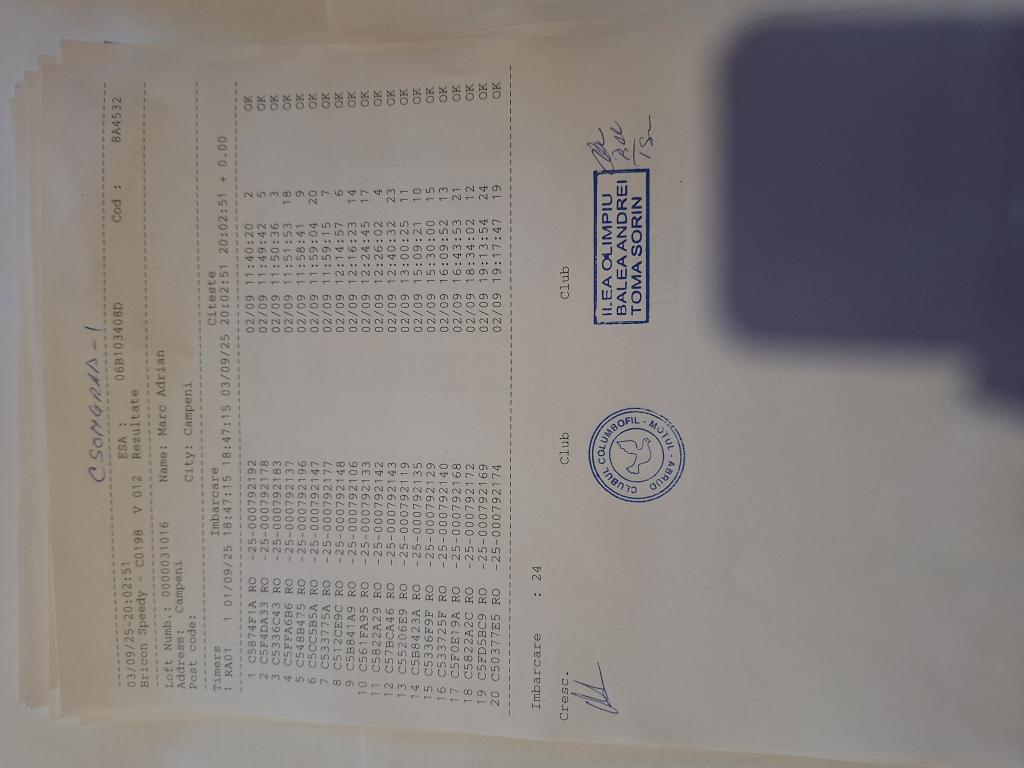 CSONGRAD-1
03/09/25-20:02:51 ESA : 06B103408D Cod : 8A4532
Bricon Speedy - C0198 V 012 Rezultate
Loft Numb.: 0000031016 Name: Marc Adrian
Address: Campeni
Post code: City: Campeni
Timers Imbarcare Citeste
1 RA01 1 01/09/25 18:47:15 18:47:15 03/09/25 20:02:51 20:02:51 + 0.00
1 C5874F1A RO -25-000792192 02/09 11:40:20 2 OK
2 C5F4DA33 RO -25-000792178 02/09 11:49:42 5 OK
3 C5336C43 RO -25-000792183 02/09 11:50:36 3 OK
4 C5FFA6B6 RO -25-000792137 02/09 11:51:53 18 OK
5 C548B475 RO -25-000792196 02/09 11:58:41 9 OK
6 C5CC5B5A RO -25-000792147 02/09 11:59:04 20 OK
7 C533775A RO -25-000792177 02/09 11:59:15 7 OK
8 C512CE9C RO -25-000792148 02/09 12:14:57 6 OK
9 C5B841A9 RO -25-000792106 02/09 12:16:23 14 OK
10 C561FA95 RO -25-000792133 02/09 12:24:45 17 OK
11 C5822A29 RO -25-000792142 02/09 12:26:02 4 OK
12 C57BCA46 RO -25-000792143 02/09 12:40:32 23 OK
13 C55206E9 RO -25-000792119 02/09 13:00:25 11 OK
14 C5B8423A RO -25-000792135 02/09 15:09:21 10 OK
15 C5336F9F RO -25-000792129 02/09 15:30:00 15 OK
16 C533725F RO -25-000792140 02/09 16:09:52 13 OK
17 C5F0E19A RO -25-000792168 02/09 16:43:53 21 OK
18 C5822A2C RO -25-000792172 02/09 18:34:02 12 OK
19 C5FD5BC9 RO -25-000792169 02/09 19:13:54 24 OK
20 C50377E5 RO -25-000792174 02/09 19:17:47 19 OK
Imbarcare : 24
Cresc. Club Club
CLUBUL COLUMBOFIL - MOTUL - ABRUD
II.EA OLIMPIU
BALEA ANDREI
TOMA SORIN